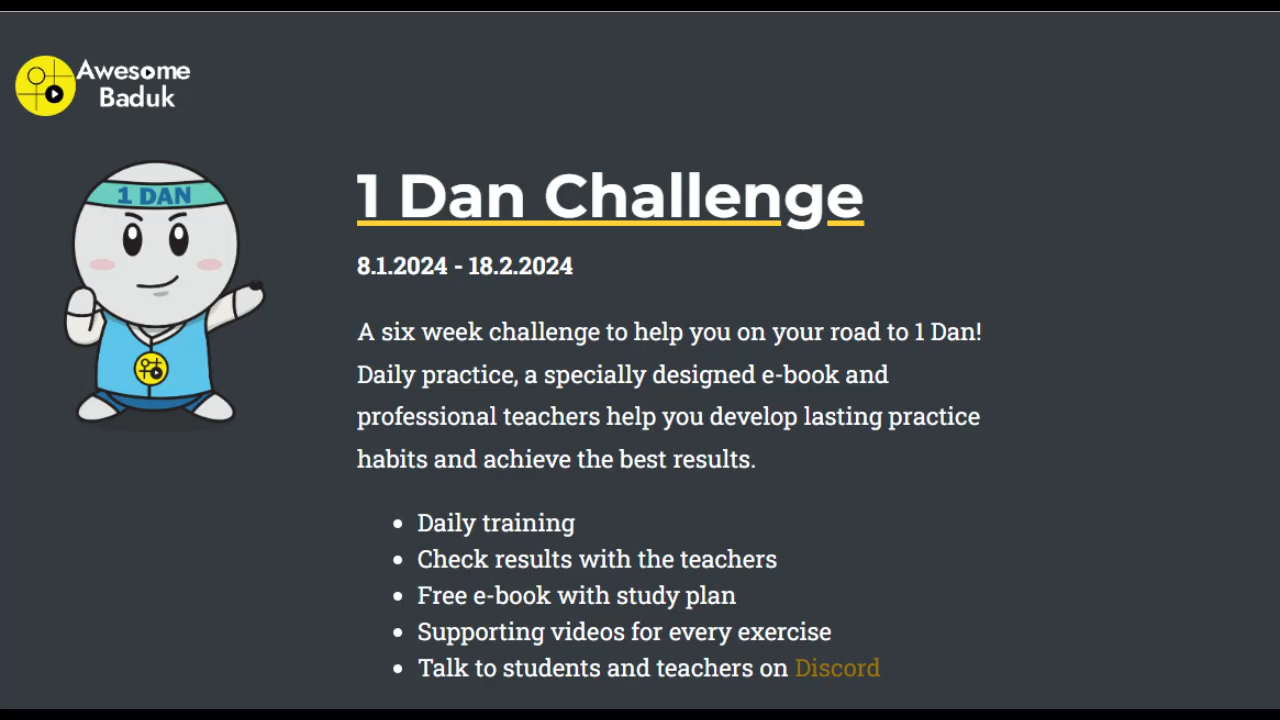 Awesome
Baduk
1 DAN
1 Dan Challenge
8.1.2024 - 18.2.2024
A six week challenge to help you on your road to 1 Dan!
Daily practice, a specially designed e-book and
professional teachers help you develop lasting practice
habits and achieve the best results.
• Daily training
• Check results with the teachers
• Free e-book with study plan
• Supporting videos for every exercise
• Talk to students and teachers on Discord